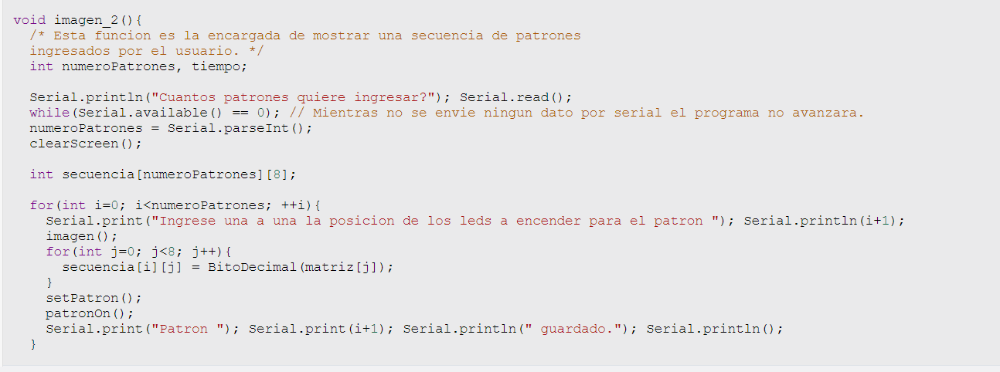 void imagen_2(){
/* Esta funcion es la encargada de mostrar una secuencia de patrones
ingresados por el usuario. */
int numeroPatrones, tiempo;
Serial.println("Cuantos patrones quiere ingresar?"); Serial.read();
while(Serial.available() == 0); // Mientras no se envie ningun dato por serial el programa no avanzara.
numeroPatrones = Serial.parseInt();
clearScreen();
int secuencia[numeroPatrones][8];
for(int i=0; i<numeroPatrones; ++i){
Serial.print("Ingrese una a una la posicion de los leds a encender para el patron "); Serial.println(i+1);
imagen();
for(int j=0; j<8; j++){
secuencia[i][j] = BitoDecimal(matriz[j]);
}
setPatron();
patronOn();
Serial.print("Patron "); Serial.print(i+1); Serial.println(" guardado."); Serial.println();
}